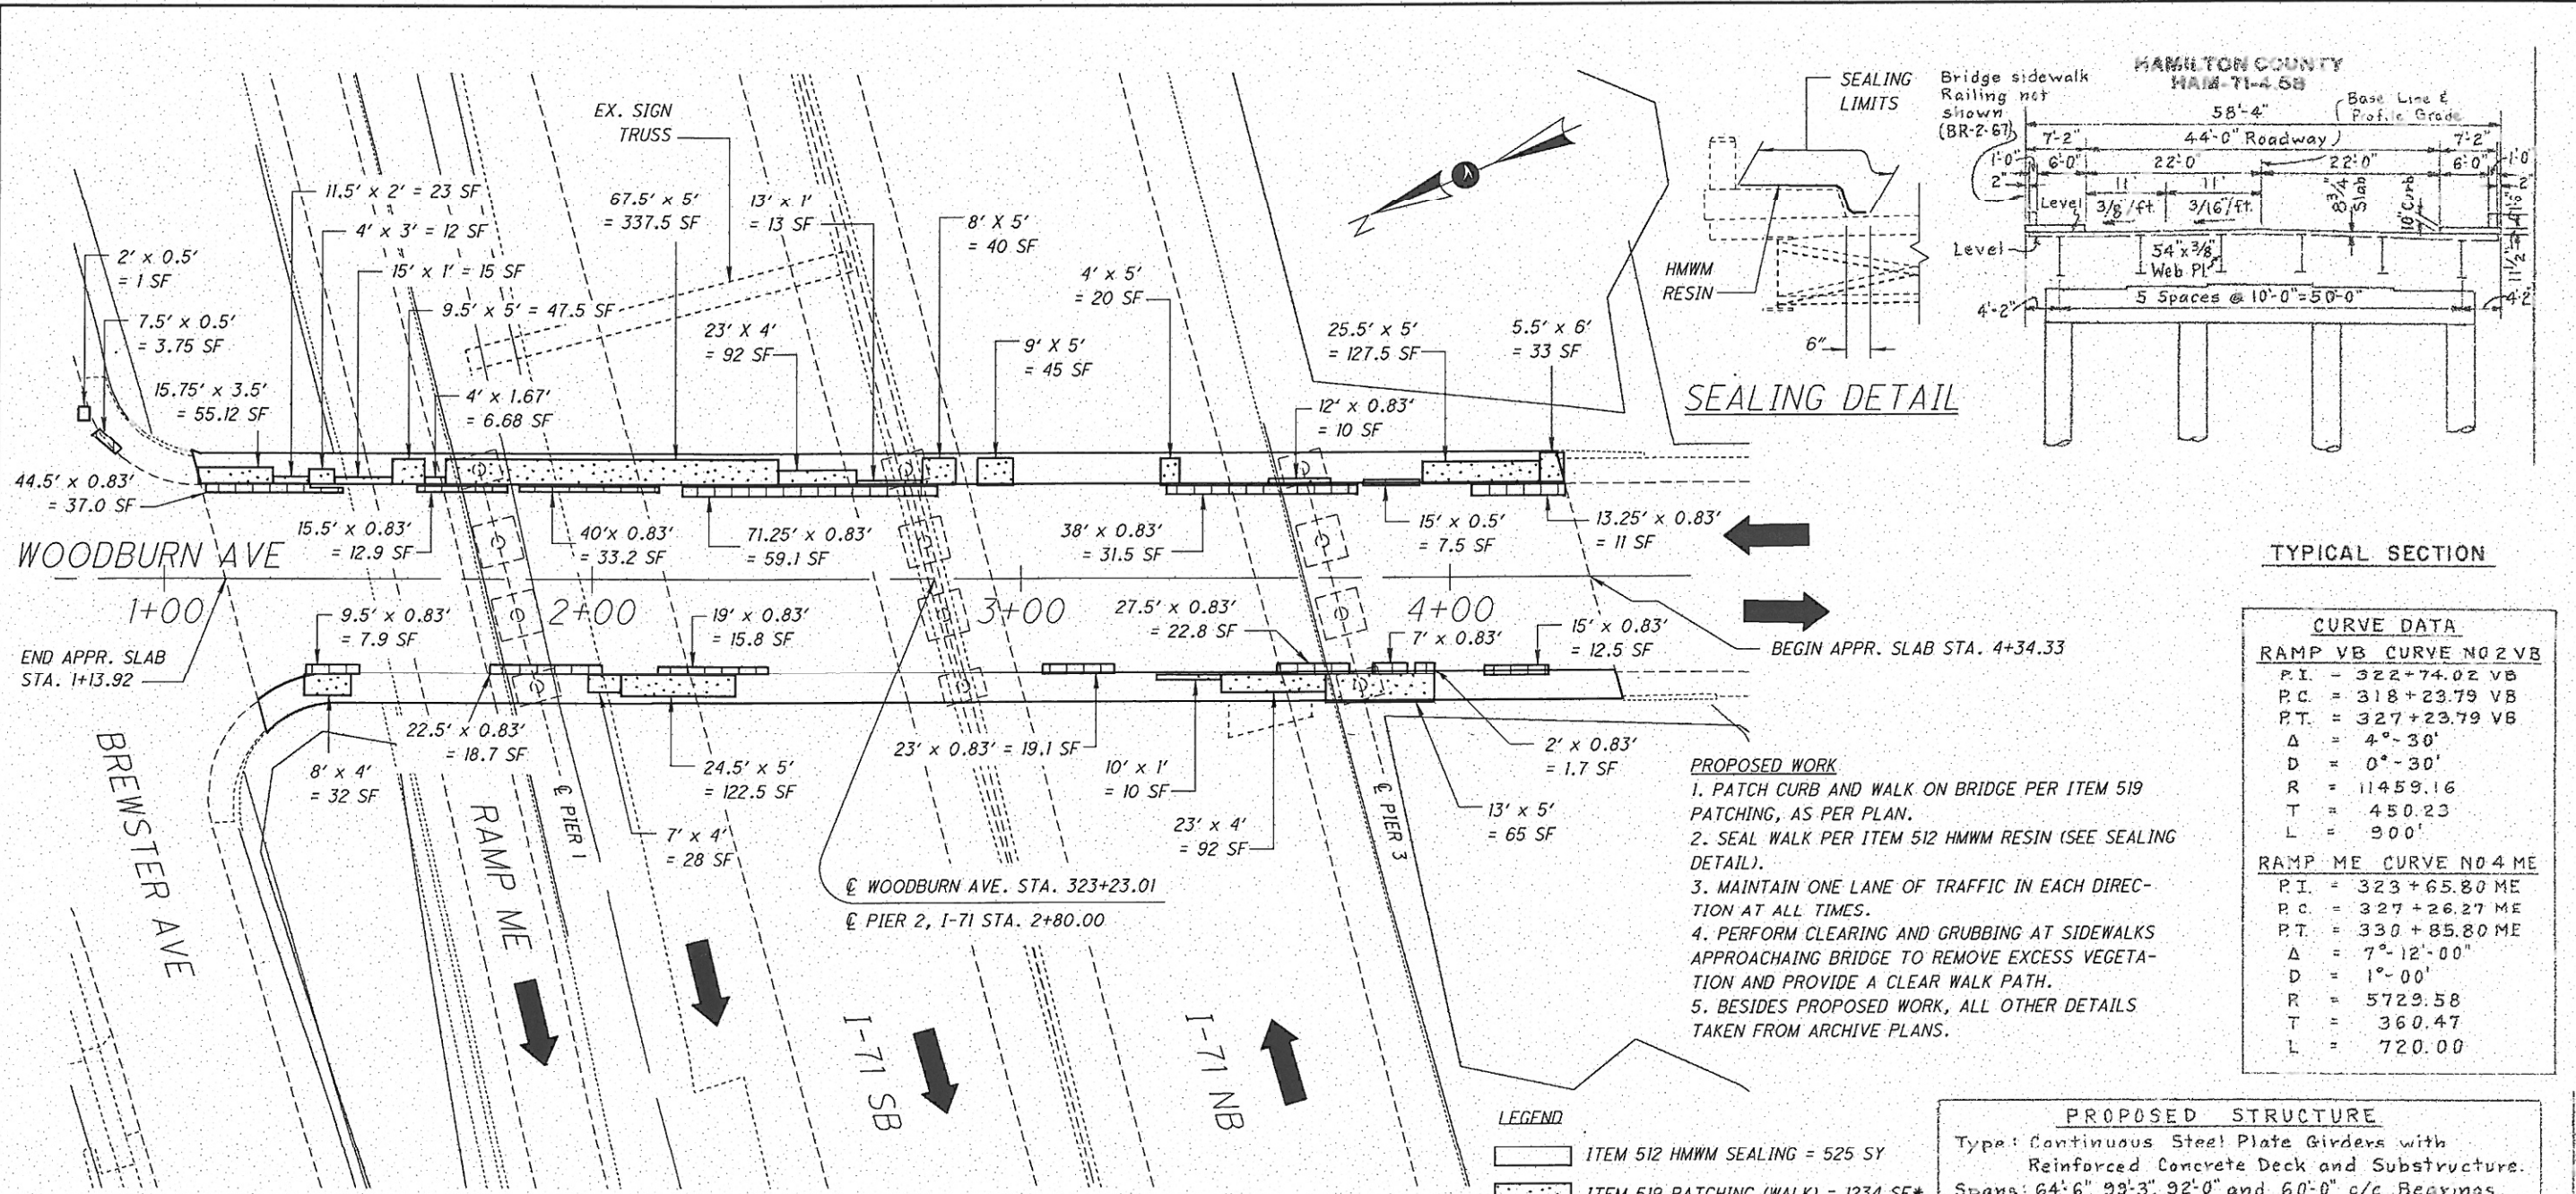 HAMILTON COUNTY
HAM-71-4.58
EX. SIGN
TRUSS
11.5' x 2' = 23 SF
4' x 3' = 12 SF
15' x 1' = 15 SF
9.5' x 5' = 47.5 SF
67.5' x 5'
= 337.5 SF
13' x 1'
= 13 SF
8' X 5'
= 40 SF
4' x 5'
= 20 SF
2' x 0.5'
= 1 SF
7.5' x 0.5'
= 3.75 SF
15.75' x 3.5'
= 55.12 SF
4' x 1.67'
= 6.68 SF
23' X 4'
= 92 SF
9' X 5'
= 45 SF
12' x 0.83'
= 10 SF
25.5' x 5'
= 127.5 SF
5.5' x 6'
= 33 SF
44.5' x 0.83'
= 37.0 SF
15.5' x 0.83'
= 12.9 SF
40'x 0.83'
= 33.2 SF
71.25' x 0.83'
= 59.1 SF
38' x 0.83'
= 31.5 SF
15' x 0.5'
= 7.5 SF
13.25' x 0.83'
= 11 SF
WOODBURN AVE
1+00
2+00
3+00
4+00
END APPR. SLAB
STA. 1+13.92
BEGIN APPR. SLAB STA. 4+34.33
9.5' x 0.83'
= 7.9 SF
19' x 0.83'
= 15.8 SF
27.5' x 0.83'
= 22.8 SF
7' x 0.83'
15' x 0.83'
= 12.5 SF
22.5' x 0.83'
= 18.7 SF
8' x 4'
= 32 SF
24.5' x 5'
= 122.5 SF
7' x 4'
= 28 SF
23' x 0.83' = 19.1 SF
10' x 1'
= 10 SF
23' x 4'
= 92 SF
2' x 0.83'
= 1.7 SF
13' x 5'
= 65 SF
BREWSTER AVE
RAMP ME
℄ PIER 1
℄ PIER 3
I-71 SB
I-71 NB
℄ WOODBURN AVE. STA. 323+23.01
℄ PIER 2, I-71 STA. 2+80.00
SEALING
LIMITS
HMWM
RESIN
6"
SEALING DETAIL
Bridge sidewalk
Railing not
shown
(BR-2-67)
58'-4"
Base Line &
Profile Grade
7'-2"
44'-0" Roadway
7'-2"
1'-0"
6'-0"
22'-0"
22'-0"
6'-0"
1'-0
2"
11'
11'
8¾"
Slab
10" Curb
2"
Level
3/8"/ft.
3/16"/ft.
Level
54"x3/8"
Web Pl.
11½"
5 Spaces @ 10'-0"=50'-0"
4'-2"
4'-2"
TYPICAL SECTION
PROPOSED WORK
1. PATCH CURB AND WALK ON BRIDGE PER ITEM 519
PATCHING, AS PER PLAN.
2. SEAL WALK PER ITEM 512 HMWM RESIN (SEE SEALING
DETAIL).
3. MAINTAIN ONE LANE OF TRAFFIC IN EACH DIREC-
TION AT ALL TIMES.
4. PERFORM CLEARING AND GRUBBING AT SIDEWALKS
APPROACHAING BRIDGE TO REMOVE EXCESS VEGETA-
TION AND PROVIDE A CLEAR WALK PATH.
5. BESIDES PROPOSED WORK, ALL OTHER DETAILS
TAKEN FROM ARCHIVE PLANS.
CURVE DATA
RAMP VB CURVE NO 2 VB
P.I. = 322+74.02 VB
P.C. = 318+23.79 VB
P.T. = 327+23.79 VB
Δ = 4°-30'
D = 0°-30'
R = 11459.16
T = 450.23
L = 900'
RAMP ME CURVE NO 4 ME
P.I. = 323+65.80 ME
P.C. = 327+26.27 ME
P.T. = 330+85.80 ME
Δ = 7°-12'-00"
D = 1°-00'
R = 5729.58
T = 360.47
L = 720.00
LEGEND
ITEM 512 HMWM SEALING = 525 SY
ITEM 519 PATCHING (WALK) = 1234 SF*
PROPOSED STRUCTURE
Type: Continuous Steel Plate Girders with
Reinforced Concrete Deck and Substructure.
Spans: 64'-6", 99'-3", 92'-0" and 60'-0" c/c Bearings